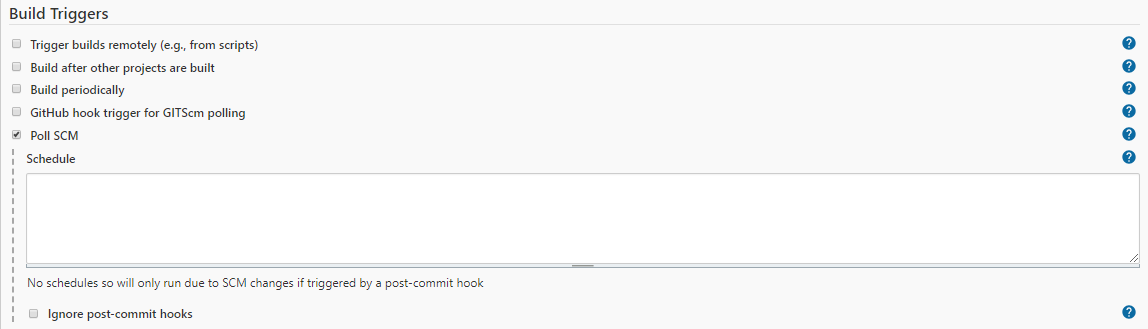 Build Triggers
Trigger builds remotely (e.g., from scripts)
Build after other projects are built
Build periodically
GitHub hook trigger for GITScm polling
Poll SCM
Schedule
No schedules so will only run due to SCM changes if triggered by a post-commit hook
Ignore post-commit hooks